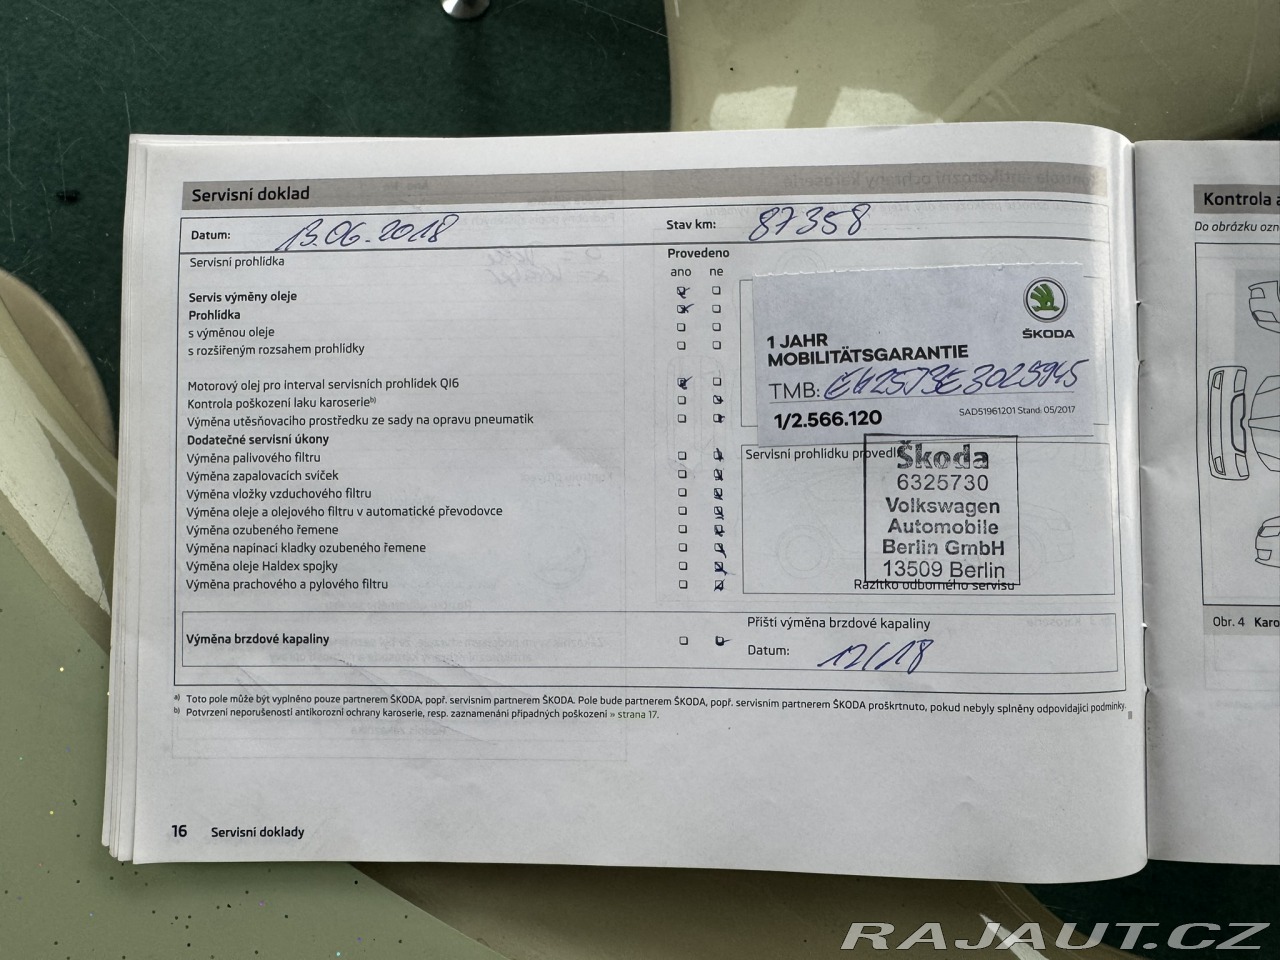 Servisní doklad
Datum: 13.06.2018
Stav km: 87358
Servisní prohlídka
Provedeno
ano ne
Servis výměny oleje
Prohlídka
s výměnou oleje
s rozšířeným rozsahem prohlídky
Motorový olej pro interval servisních prohlídek QI6
Kontrola poškození laku karoserie b)
Výměna utěsňovacího prostředku ze sady na opravu pneumatik
Dodatečné servisní úkony
Výměna palivového filtru
Výměna zapalovacích svíček
Výměna vložky vzduchového filtru
Výměna oleje a olejového filtru v automatické převodovce
Výměna ozubeného řemene
Výměna napínací kladky ozubeného řemene
Výměna oleje Haldex spojky
Výměna prachového a pylového filtru
ŠKODA
1 JAHR
MOBILITÄTSGARANTIE
TMB:
1/2.566.120
SAD51961201 Stand: 05/2017
Servisní prohlídku provedl
Škoda
6325730
Volkswagen
Automobile
Berlin GmbH
13509 Berlin
Razítko odborného servisu
Výměna brzdové kapaliny
Příští výměna brzdové kapaliny
Datum: 12/18
a) Toto pole může být vyplněno pouze partnerem ŠKODA, popř. servisním partnerem ŠKODA. Pole bude partnerem ŠKODA, popř. servisním partnerem ŠKODA proškrtnuto, pokud nebyly splněny odpovídající podmínky.
b) Potvrzení neporušenosti antikorozní ochrany karoserie, resp. zaznamenání případných poškození » strana 17.
16 Servisní doklady
Kontrola a
Do obrázku ozn
Obr. 4 Karo
RAJAUT.CZ